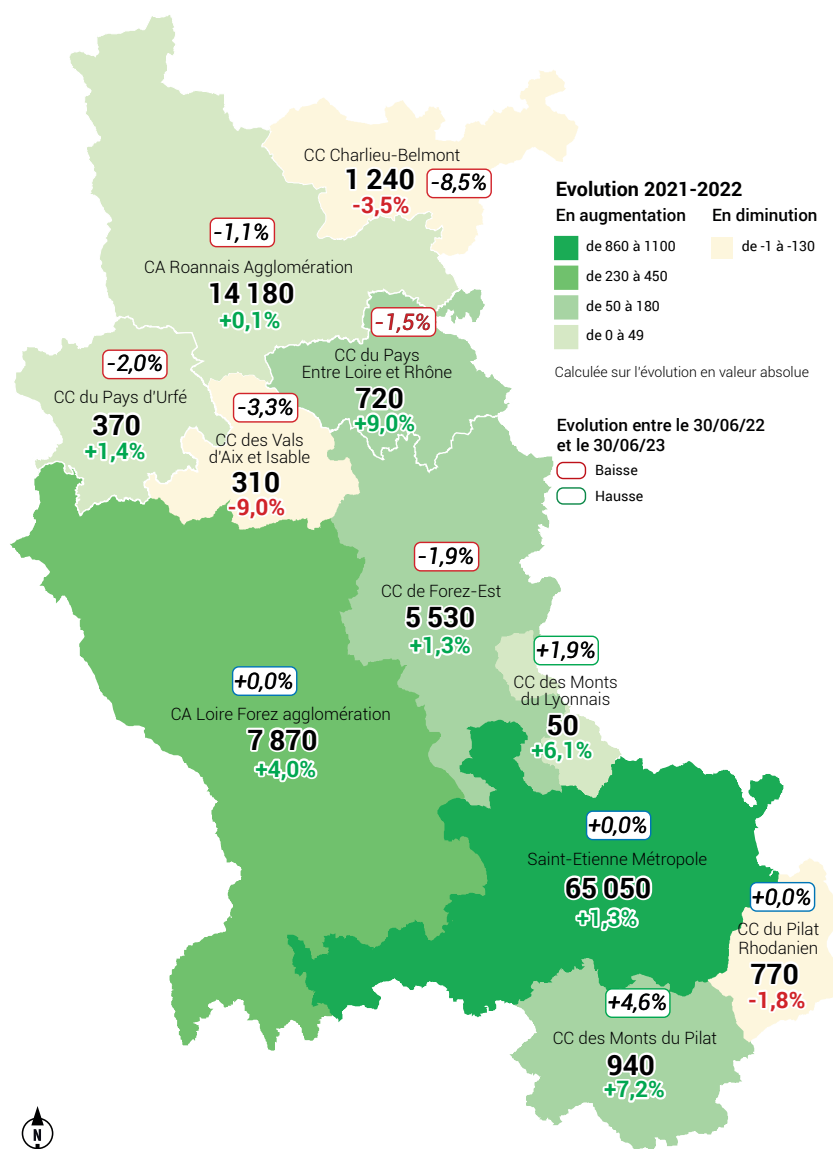 CC Charlieu-Belmont
1 240
-8,5%
-3,5%
Evolution 2021-2022
En augmentation
En diminution
de 860 à 1100
de -1 à -130
de 230 à 450
de 50 à 180
de 0 à 49
Calculée sur l'évolution en valeur absolue
Evolution entre le 30/06/22
et le 30/06/23
Baisse
Hausse
-1,1%
CA Roannais Agglomération
14 180
+0,1%
-1,5%
CC du Pays
Entre Loire et Rhône
720
+9,0%
-2,0%
CC du Pays d'Urfé
370
+1,4%
-3,3%
CC des Vals
d'Aix et Isable
310
-9,0%
-1,9%
CC de Forez-Est
5 530
+1,3%
+1,9%
CC des Monts
du Lyonnais
50
+6,1%
+0,0%
CA Loire Forez agglomération
7 870
+4,0%
+0,0%
Saint-Etienne Métropole
65 050
+1,3%
+0,0%
CC du Pilat
Rhodanien
770
-1,8%
+4,6%
CC des Monts du Pilat
940
+7,2%
N